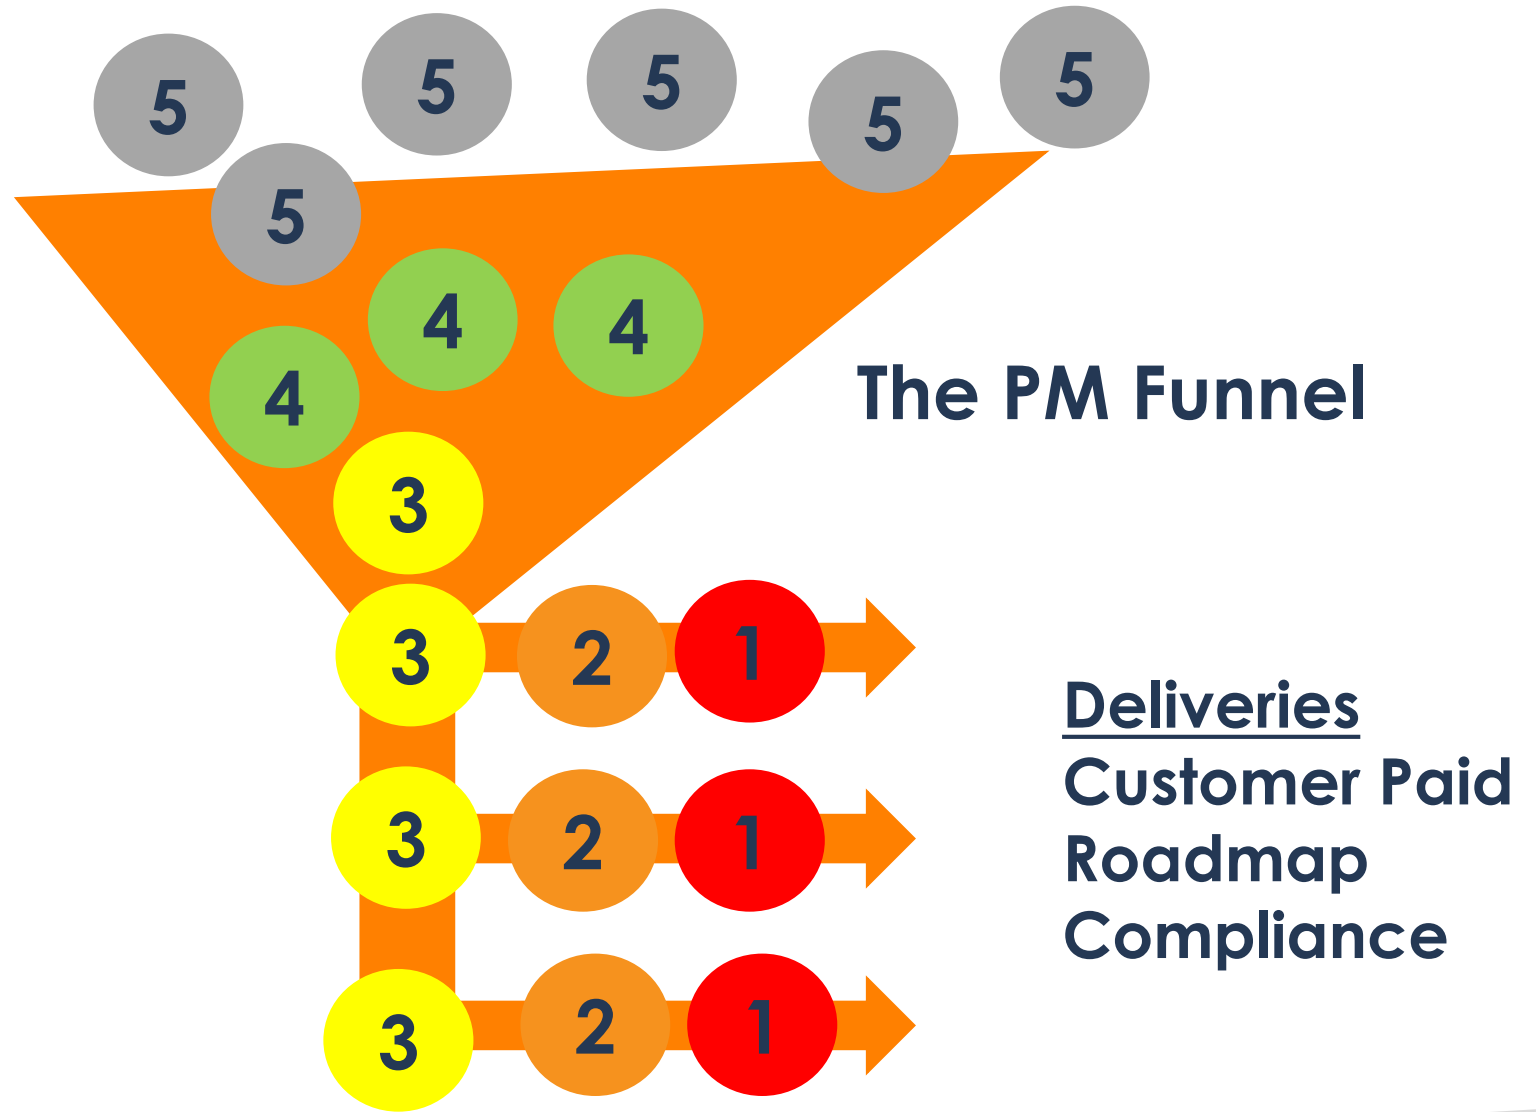 5 5 5 5 5
5
4 4
4
The PM Funnel
3
3 2 1
Deliveries
Customer Paid
3 2 1
Roadmap
Compliance
3 2 1